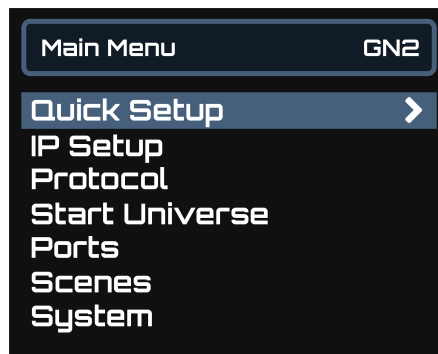 Main Menu GN2
Quick Setup
IP Setup
Protocol
Start Universe
Ports
Scenes
System